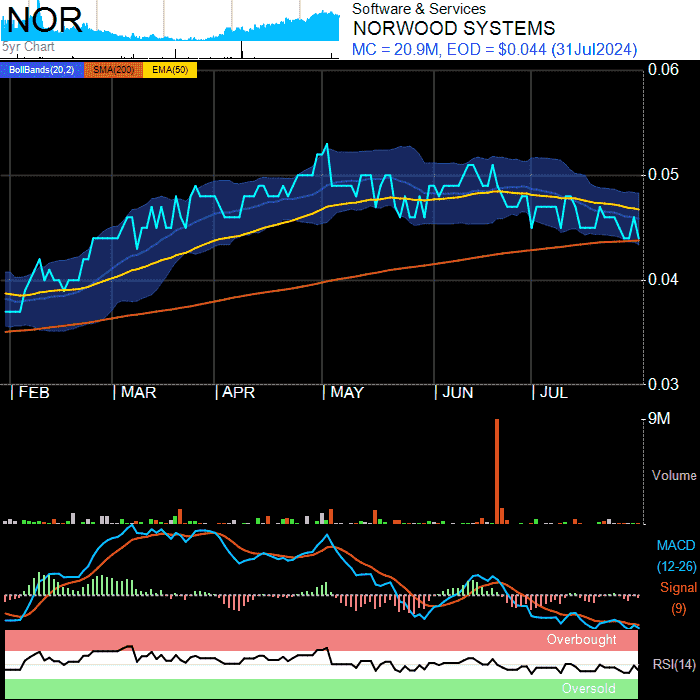 NOR
5yr Chart
Software & Services
NORWOOD SYSTEMS
MC = 20.9M, EOD = $0.044 (31Jul2024)
BollBands(20,2) SMA(200) EMA(50)
0.06
0.05
0.04
0.03
FEB MAR APR MAY JUN JUL
9M
Volume
MACD
(12-26)
Signal
(9)
Overbought
RSI(14)
Oversold